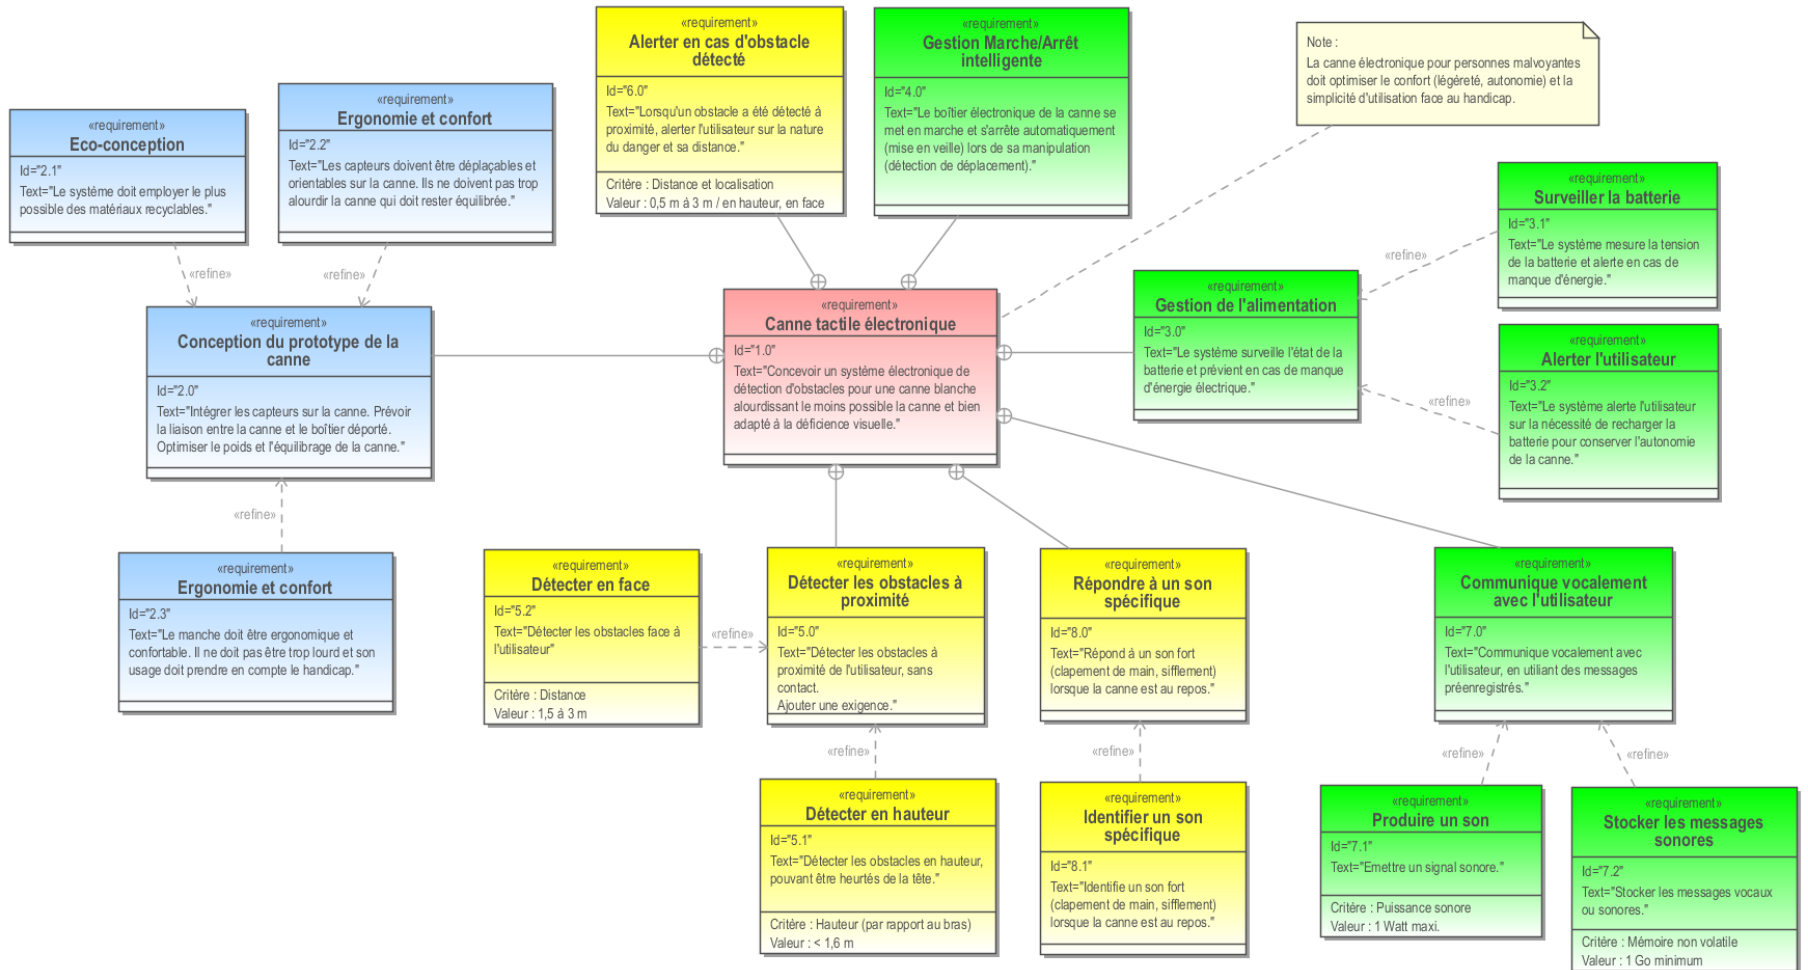 «requirement»
Alerter en cas d'obstacle
détecté
Id="6.0"
Text="Lorsqu'un obstacle a été détecté à
proximité, alerter l'utilisateur sur la nature
du danger et sa distance."
Critère : Distance et localisation
Valeur : 0,5 m à 3 m / en hauteur, en face
«requirement»
Gestion Marche/Arrêt
intelligente
Id="4.0"
Text="Le boîtier électronique de la canne se
met en marche et s'arrête automatiquement
(mise en veille) lors de sa manipulation
(détection de déplacement)."
Note :
La canne électronique pour personnes malvoyantes
doit optimiser le confort (légèreté, autonomie) et la
simplicité d'utilisation face au handicap.
«requirement»
Eco-conception
Id="2.1"
Text="Le système doit employer le plus
possible des matériaux recyclables."
«requirement»
Ergonomie et confort
Id="2.2"
Text="Les capteurs doivent être déplaçables et
orientables sur la canne. Ils ne doivent pas trop
alourdir la canne qui doit rester équilibrée."
«refine»
«refine»
«requirement»
Conception du prototype de la
canne
Id="2.0"
Text="Intégrer les capteurs sur la canne. Prévoir
la liaison entre la canne et le boîtier déporté.
Optimiser le poids et l'équilibrage de la canne."
«requirement»
Canne tactile électronique
Id="1.0"
Text="Concevoir un système électronique de
détection d'obstacles pour une canne blanche
alourdissant le moins possible la canne et bien
adapté à la déficience visuelle."
«requirement»
Gestion de l'alimentation
Id="3.0"
Text="Le système surveille l'état de la
batterie et prévient en cas de manque
d'énergie électrique."
«refine»
«requirement»
Surveiller la batterie
Id="3.1"
Text="Le système mesure la tension
de la batterie et alerte en cas de
manque d'énergie."
«refine»
«requirement»
Alerter l'utilisateur
Id="3.2"
Text="Le système alerte l'utilisateur
sur la nécessité de recharger la
batterie pour conserver l'autonomie
de la canne."
«refine»
«requirement»
Ergonomie et confort
Id="2.3"
Text="Le manche doit être ergonomique et
confortable. Il ne doit pas être trop lourd et son
usage doit prendre en compte le handicap."
«requirement»
Détecter en face
Id="5.2"
Text="Détecter les obstacles face à
l'utilisateur"
Critère : Distance
Valeur : 1,5 à 3 m
«refine»
«requirement»
Détecter les obstacles à
proximité
Id="5.0"
Text="Détecter les obstacles à
proximité de l'utilisateur, sans
contact.
Ajouter une exigence."
«requirement»
Répondre à un son
spécifique
Id="8.0"
Text="Répond à un son fort
(clapement de main, sifflement)
lorsque la canne est au repos."
«requirement»
Communique vocalement
avec l'utilisateur
Id="7.0"
Text="Communique vocalement avec
l'utilisateur, en utiliant des messages
préenregistrés."
«refine»
«refine»
«refine»
«refine»
«requirement»
Détecter en hauteur
Id="5.1"
Text="Détecter les obstacles en hauteur,
pouvant être heurtés de la tête."
Critère : Hauteur (par rapport au bras)
Valeur : < 1,6 m
«requirement»
Identifier un son
spécifique
Id="8.1"
Text="Identifie un son fort
(clapement de main, sifflement)
lorsque la canne est au repos."
«requirement»
Produire un son
Id="7.1"
Text="Emettre un signal sonore."
Critère : Puissance sonore
Valeur : 1 Watt maxi.
«requirement»
Stocker les messages
sonores
Id="7.2"
Text="Stocker les messages vocaux
ou sonores."
Critère : Mémoire non volatile
Valeur : 1 Go minimum